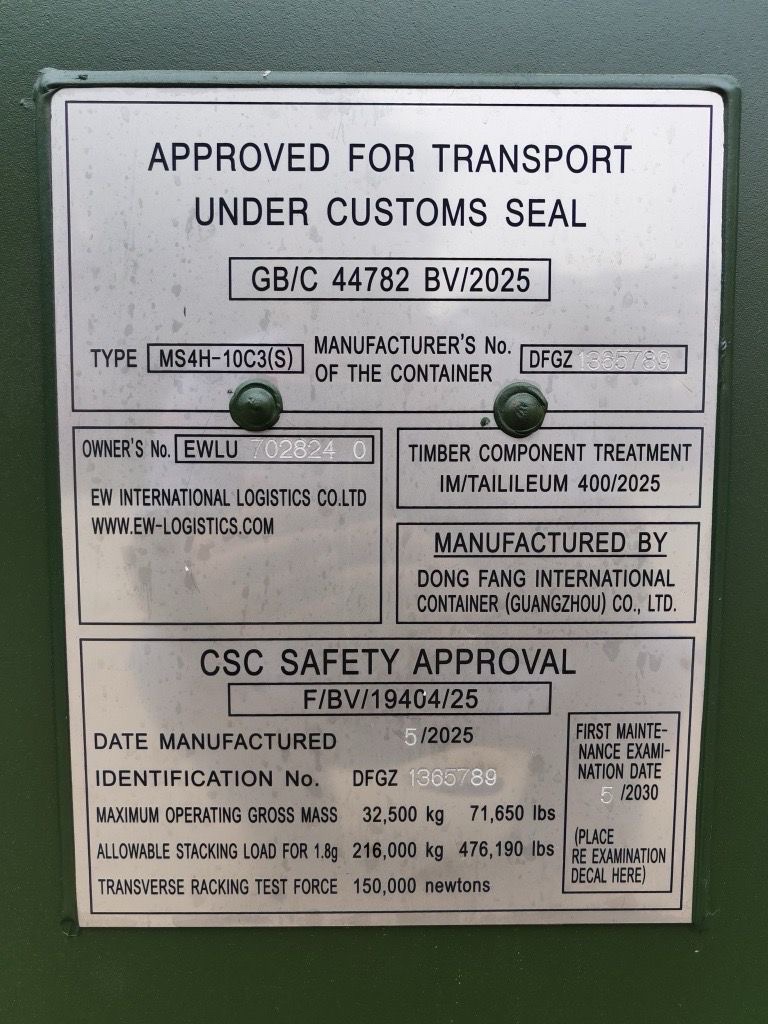 APPROVED FOR TRANSPORT
UNDER CUSTOMS SEAL
GB/C 44782 BV/2025
TYPE MS4H-10C3(S) MANUFACTURER'S No. OF THE CONTAINER DFGZ 1365789
OWNER'S No. EWLU 702824 0
EW INTERNATIONAL LOGISTICS CO.LTD
WWW.EW-LOGISTICS.COM
TIMBER COMPONENT TREATMENT
IM/TAILILEUM 400/2025
MANUFACTURED BY
DONG FANG INTERNATIONAL
CONTAINER (GUANGZHOU) CO., LTD.
CSC SAFETY APPROVAL
F/BV/19404/25
DATE MANUFACTURED 5/2025
IDENTIFICATION No. DFGZ 1365789
MAXIMUM OPERATING GROSS MASS 32,500 kg 71,650 lbs
ALLOWABLE STACKING LOAD FOR 1.8g 216,000 kg 476,190 lbs
TRANSVERSE RACKING TEST FORCE 150,000 newtons
FIRST MAINTE-
NANCE EXAMI-
NATION DATE
5 /2030
(PLACE
RE EXAMINATION
DECAL HERE)